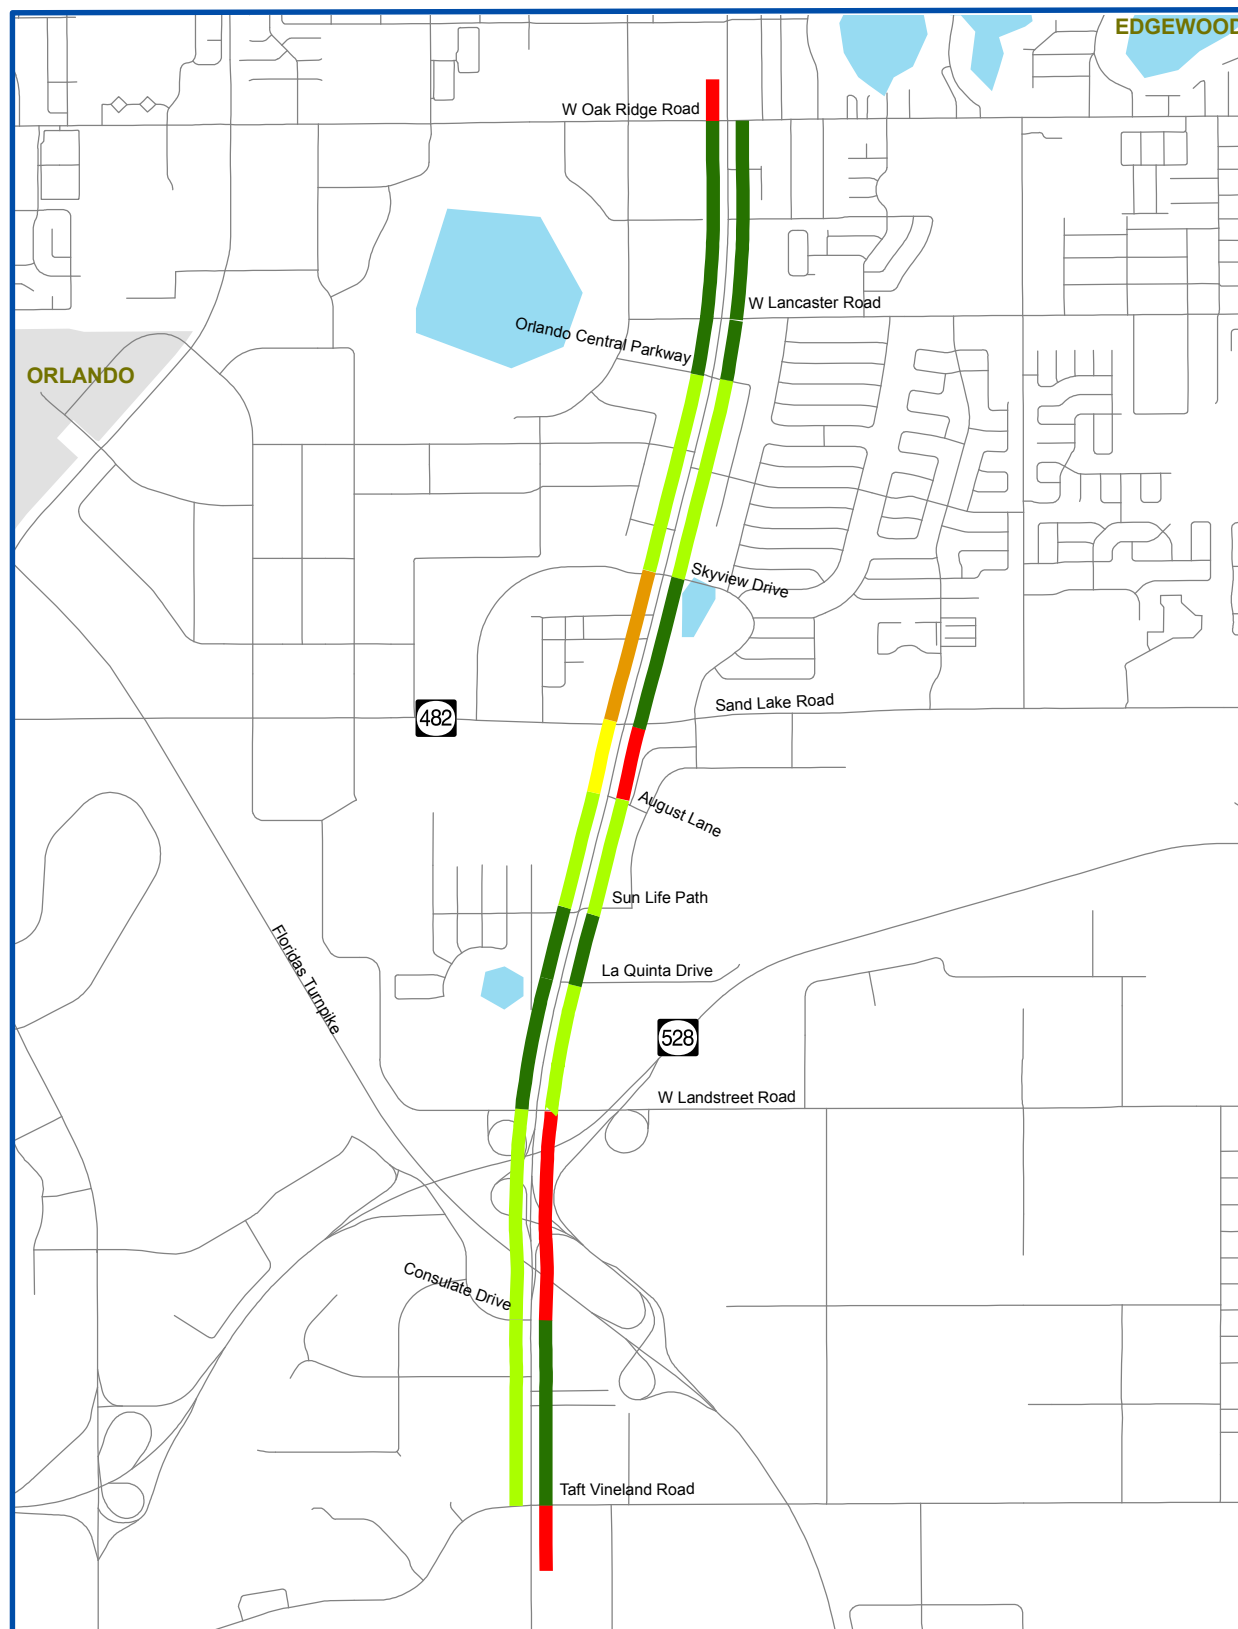 EDGEWOOD
W Oak Ridge Road
W Lancaster Road
Orlando Central Parkway
ORLANDO
Skyview Drive
Sand Lake Road
482
August Lane
Sun Life Path
Floridas Turnpike
La Quinta Drive
528
W Landstreet Road
Consulate Drive
Taft Vineland Road